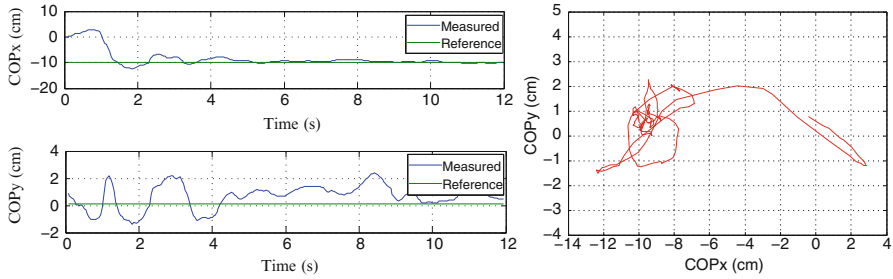 COPx (cm)
10
0
−10
−20
0 2 4 6 8 10 12
Time (s)
Measured
Reference
COPy (cm)
4
2
0
−2
0 2 4 6 8 10 12
Time (s)
Measured
Reference
COPy (cm)
5
4
3
2
1
0
−1
−2
−3
−4
−14 −12 −10 −8 −6 −4 −2 0 2 4
COPx (cm)